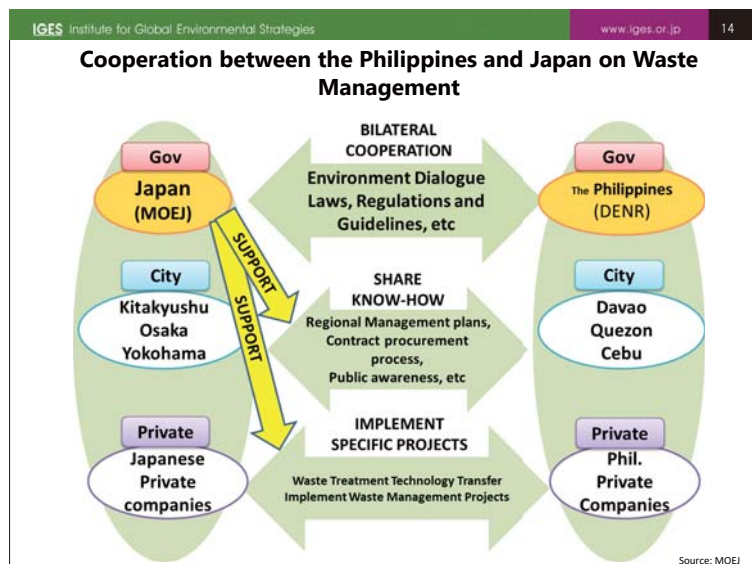 IGES Institute for Global Environmental Strategies
www.iges.or.jp
14
Cooperation between the Philippines and Japan on Waste
Management
Gov
Japan
(MOEJ)
BILATERAL
COOPERATION
Environment Dialogue
Laws, Regulations and
Guidelines, etc
Gov
The Philippines
(DENR)
SUPPORT
SUPPORT
City
Kitakyushu
Osaka
Yokohama
SHARE
KNOW-HOW
Regional Management plans,
Contract procurement
process,
Public awareness, etc
City
Davao
Quezon
Cebu
Private
Japanese
Private
companies
IMPLEMENT
SPECIFIC PROJECTS
Waste Treatment Technology Transfer
Implement Waste Management Projects
Private
Phil.
Private
Companies
Source: MOEJ